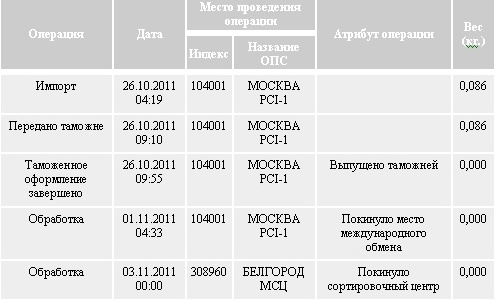 Операция Дата Место проведения операции Атрибут операции Вес (кг.)
Индекс Название ОПС
Импорт 26.10.2011 104001 МОСКВА 0,086
04:19 PCI-1
Передано таможне 26.10.2011 104001 МОСКВА 0,086
09:10 PCI-1
Таможенное 26.10.2011 104001 МОСКВА Выпущено таможней 0,000
оформление 09:55 PCI-1
завершено
Обработка 01.11.2011 104001 МОСКВА Покинуло место 0,000
04:33 PCI-1 международного
обмена
Обработка 03.11.2011 308960 БЕЛГОРОД Покинуло 0,000
00:00 МСЦ сортировочный центр